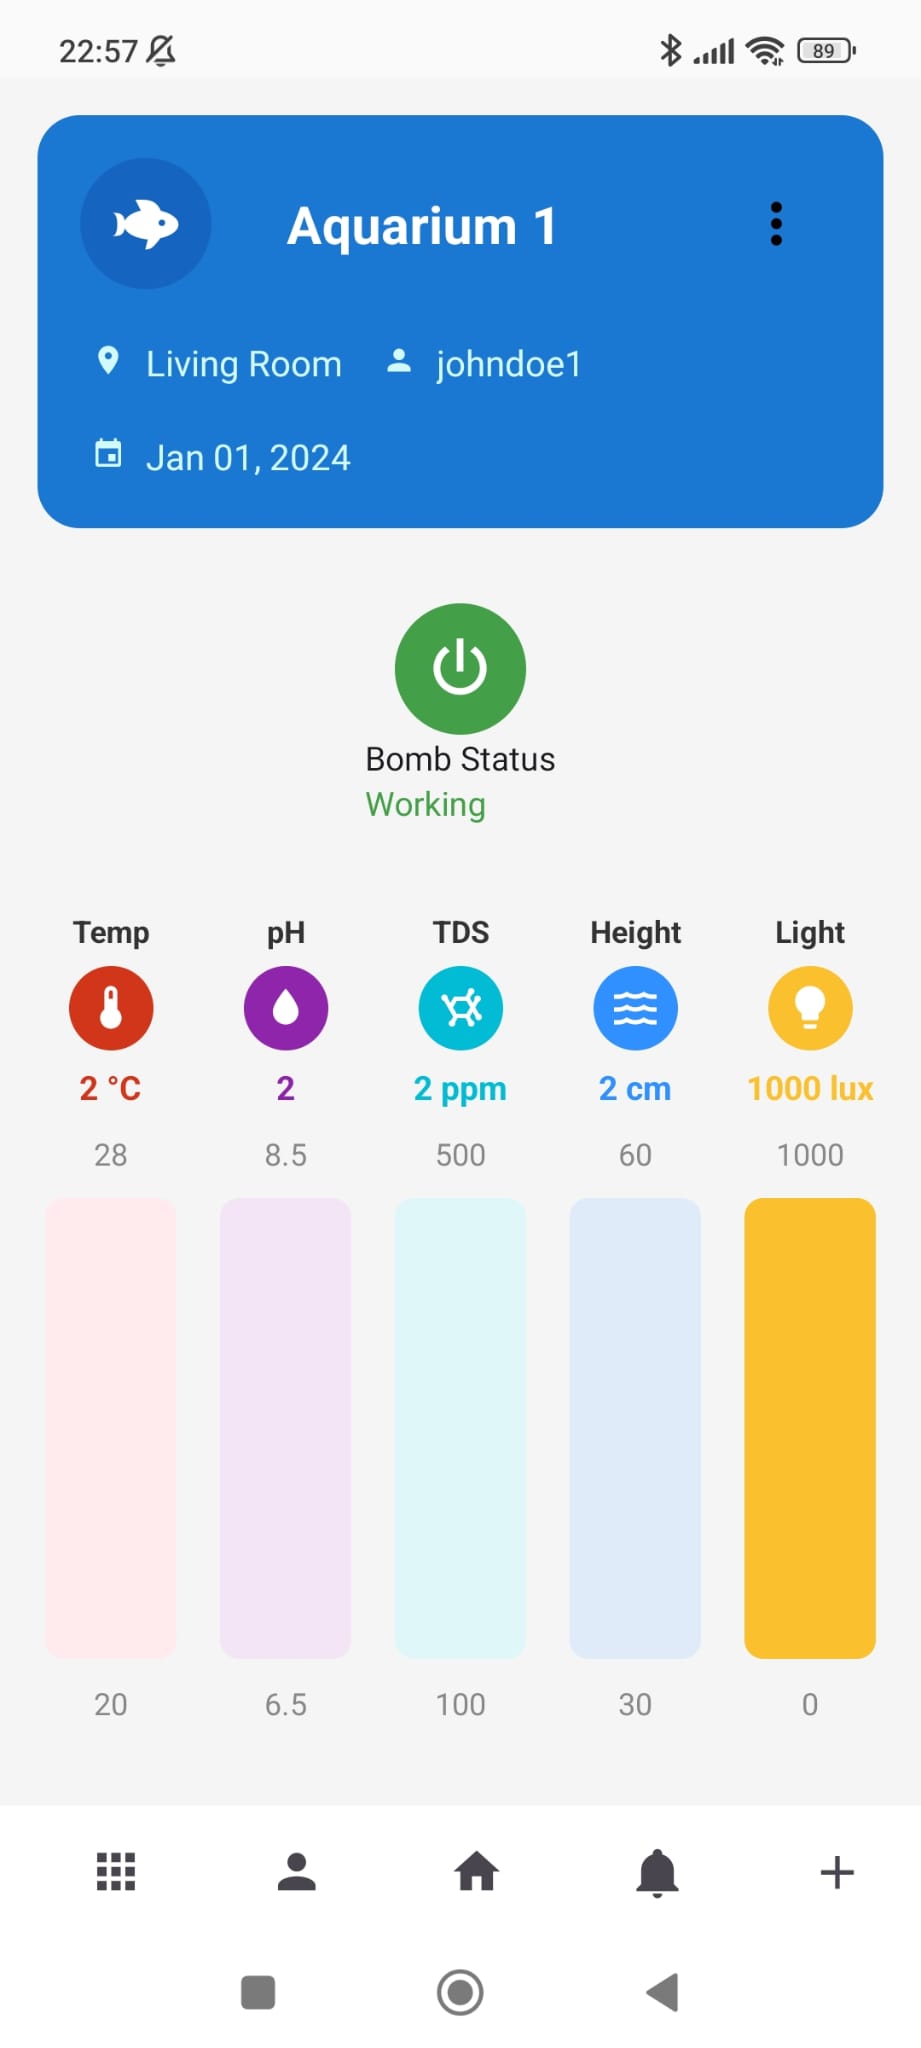 22:57
89
Aquarium 1
Living Room johndoe1
Jan 01, 2024
Bomb Status
Working
Temp pH TDS Height Light
2 °C 2 2 ppm 2 cm 1000 lux
28 8.5 500 60 1000
20 6.5 100 30 0